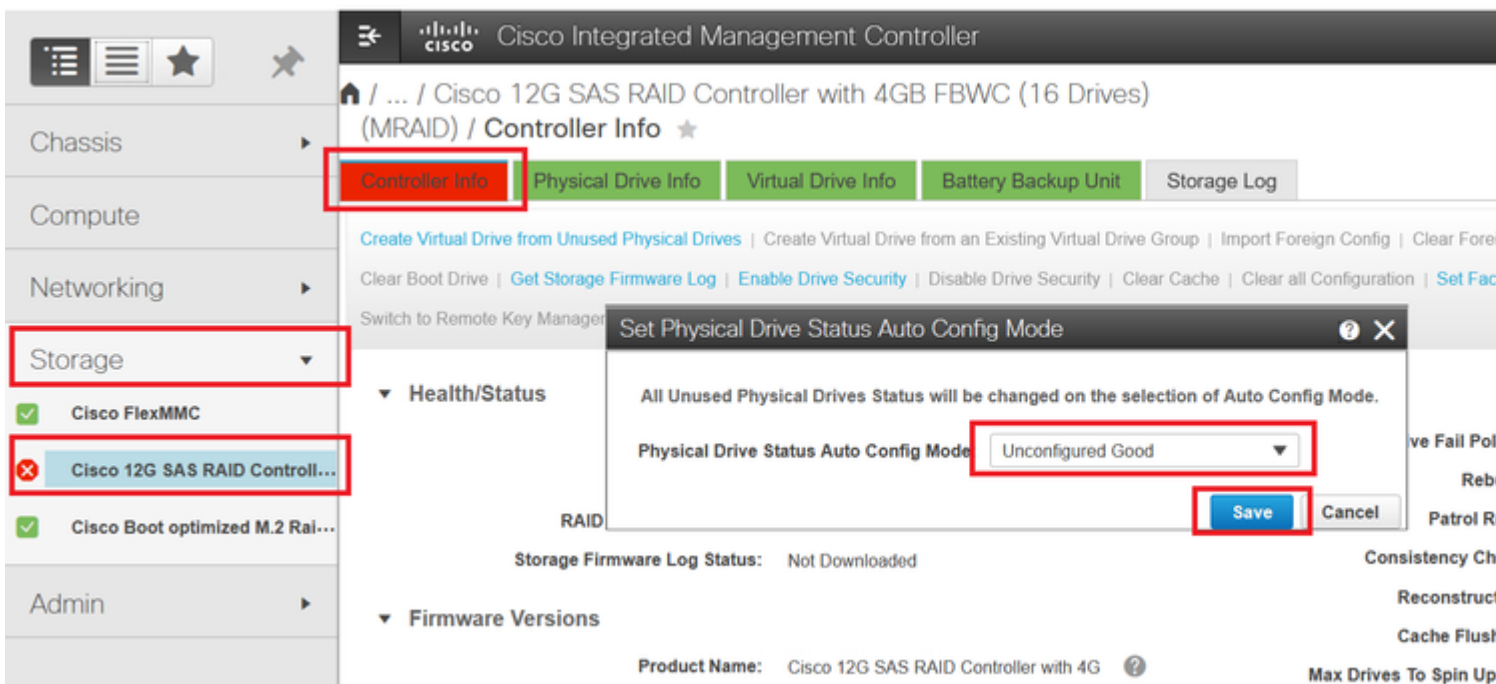 cisco Cisco Integrated Management Controller
/ ... / Cisco 12G SAS RAID Controller with 4GB FBWC (16 Drives)
(MRAID) / Controller Info
Chassis
Compute
Networking
Storage
Cisco FlexMMC
Cisco 12G SAS RAID Controll...
Cisco Boot optimized M.2 Rai...
Admin
Controller Info Physical Drive Info Virtual Drive Info Battery Backup Unit Storage Log
Create Virtual Drive from Unused Physical Drives | Create Virtual Drive from an Existing Virtual Drive Group | Import Foreign Config | Clear Forei
Clear Boot Drive | Get Storage Firmware Log | Enable Drive Security | Disable Drive Security | Clear Cache | Clear all Configuration | Set Fac
Switch to Remote Key Manager
Set Physical Drive Status Auto Config Mode
All Unused Physical Drives Status will be changed on the selection of Auto Config Mode.
Physical Drive Status Auto Config Mode Unconfigured Good
Save Cancel
Health/Status
RAID
Storage Firmware Log Status: Not Downloaded
Firmware Versions
Product Name: Cisco 12G SAS RAID Controller with 4G
ve Fail Pol
Reb
Patrol R
Consistency Ch
Reconstruct
Cache Flush
Max Drives To Spin Up